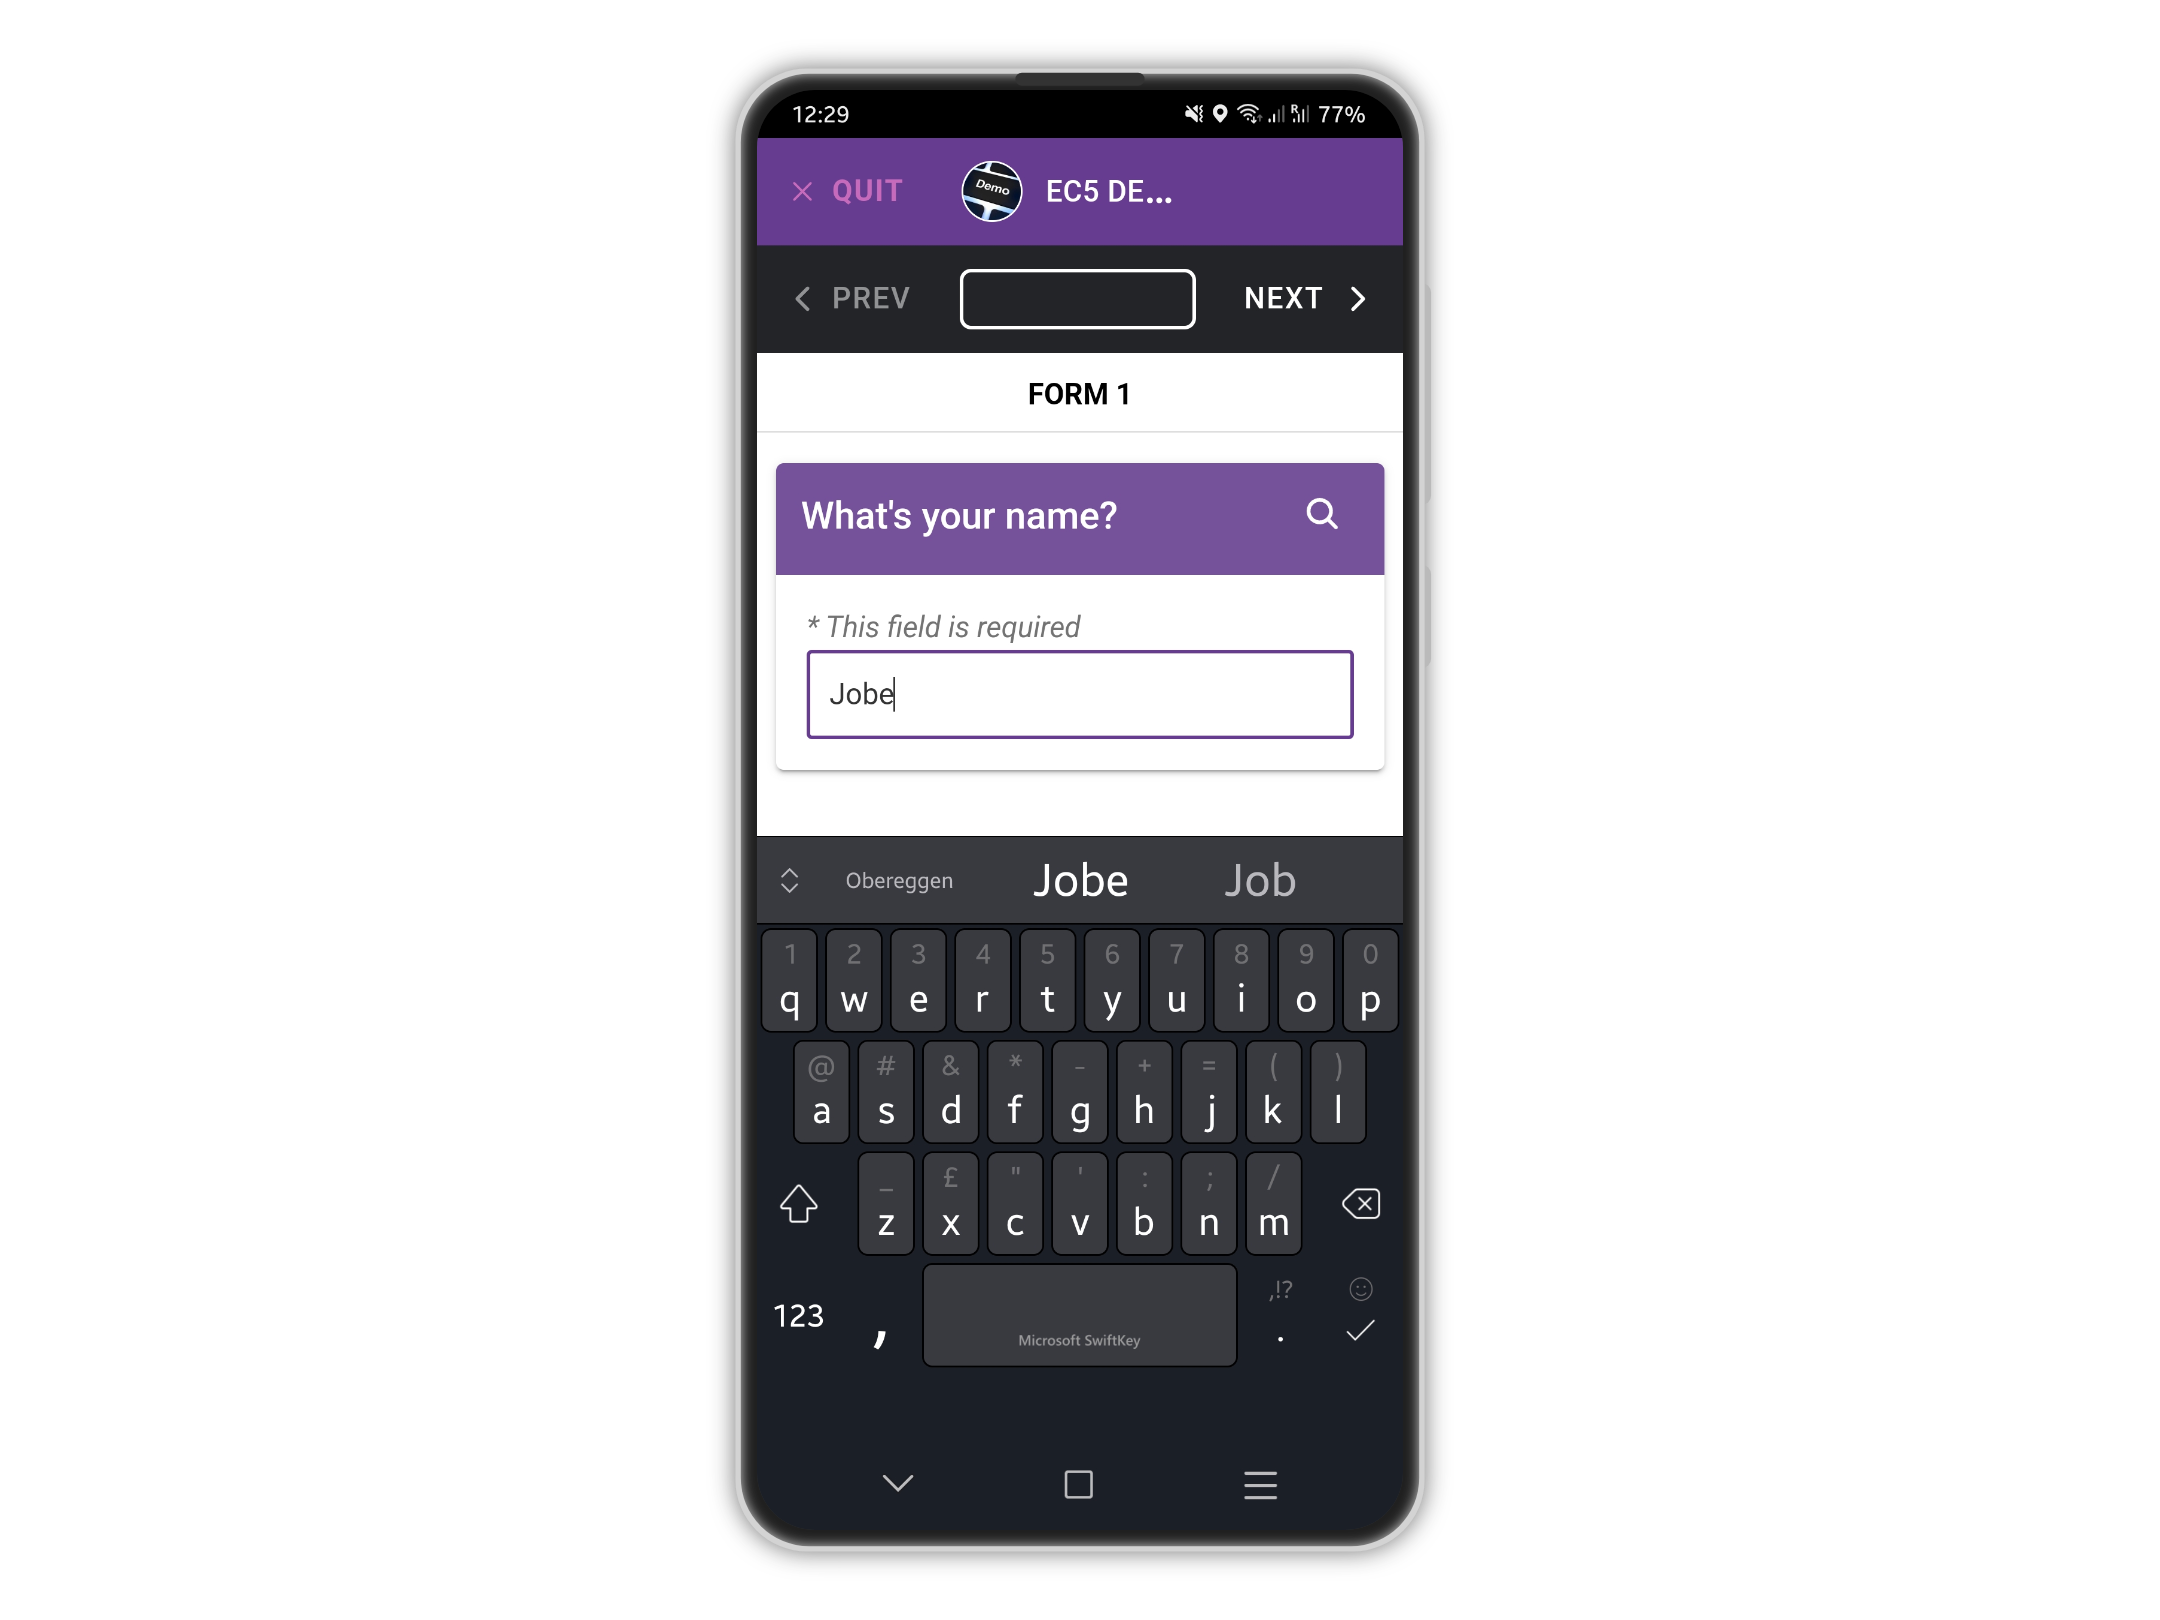 12:29
R
77%
QUIT
Demo
EC5 DE...
PREV
NEXT
FORM 1
What's your name?
* This field is required
Jobe
Obereggen Jobe Job
1 2 3 4 5 6 7 8 9 0
q w e r t y u i o p
@ # & * - + = ( )
a s d f g h j k l
_ £ " ' : ; /
z x c v b n m
,!?
123 , .
Microsoft SwiftKey